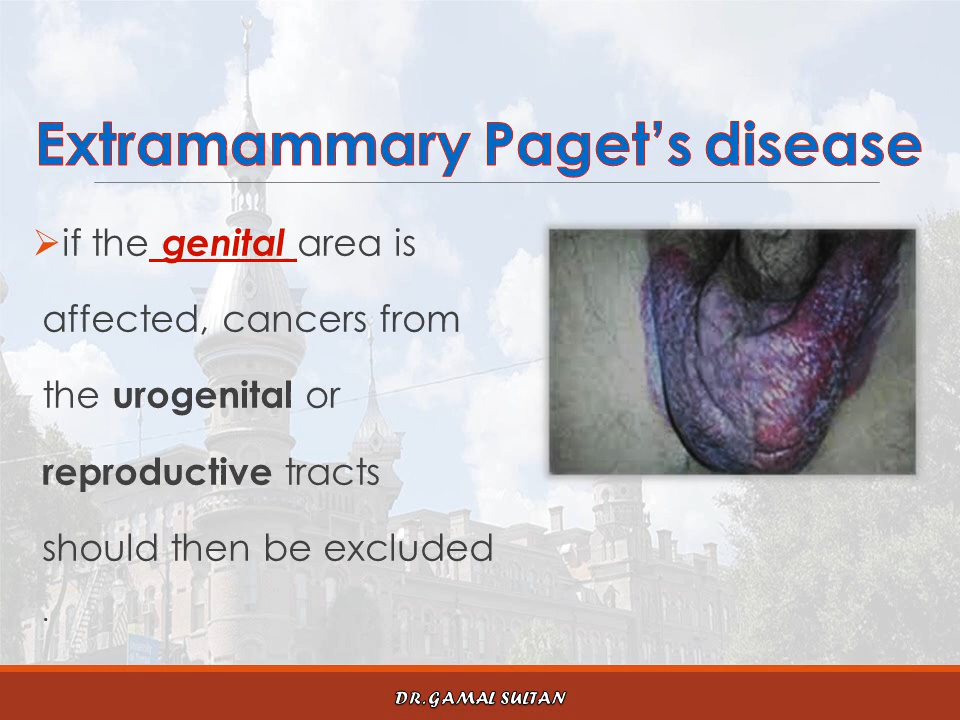 Extramammary Paget's disease
➢if the genital area is
affected, cancers from
the urogenital or
reproductive tracts
should then be excluded
.
DR.GAMAL SULTAN